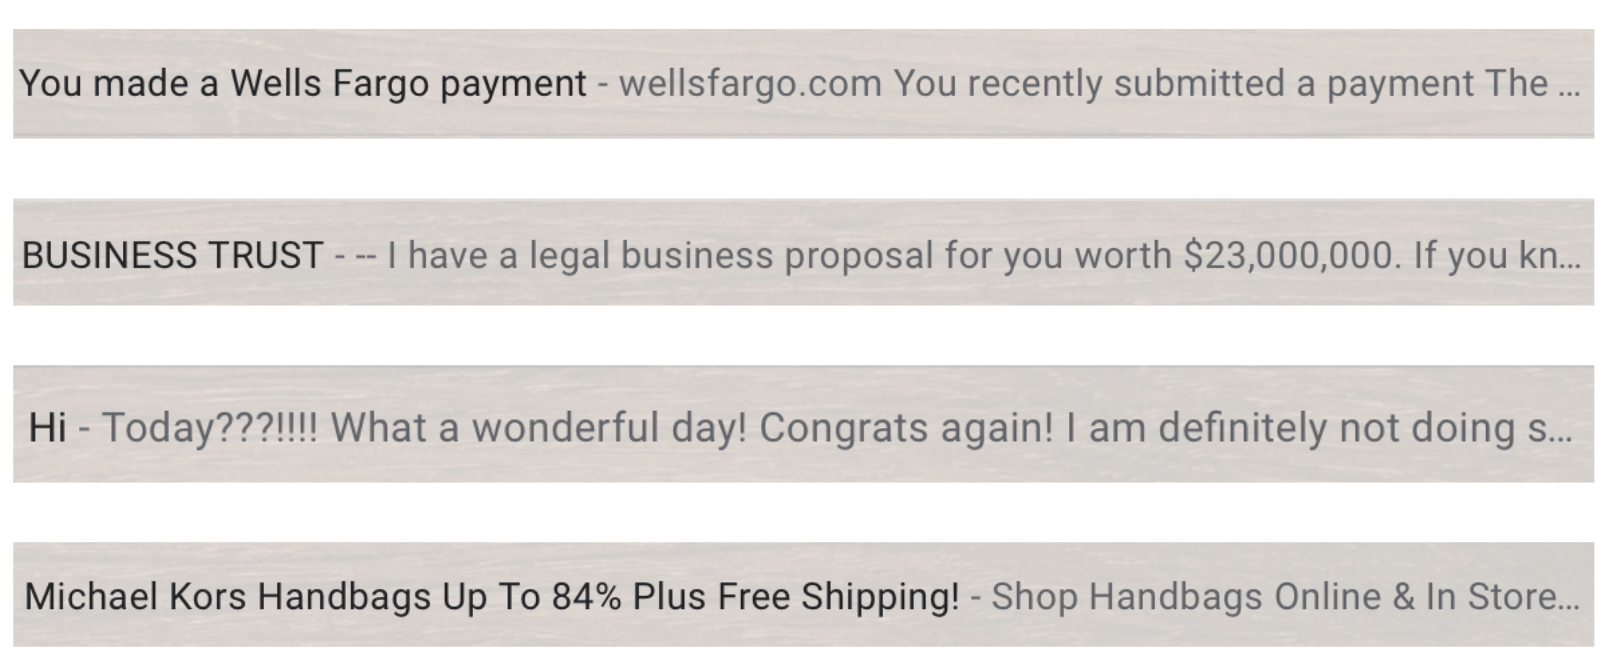 You made a Wells Fargo payment - wellsfargo.com You recently submitted a payment The ...
BUSINESS TRUST - -- I have a legal business proposal for you worth $23,000,000. If you kn...
Hi - Today???!!!! What a wonderful day! Congrats again! I am definitely not doing s...
Michael Kors Handbags Up To 84% Plus Free Shipping! - Shop Handbags Online & In Store...